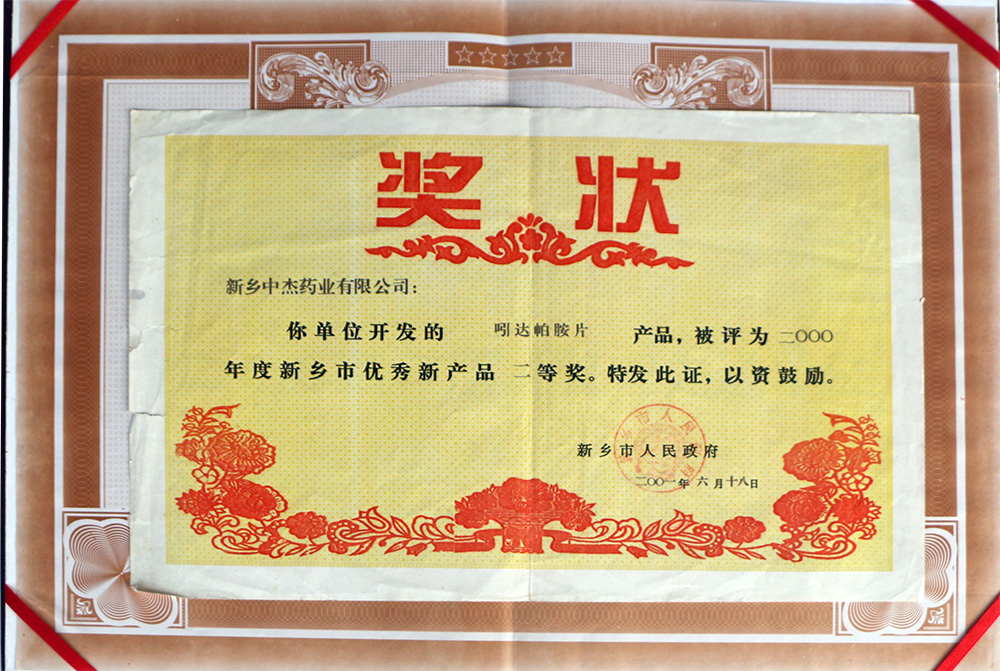 奖状
新乡中杰药业有限公司：
你单位开发的 吲达帕胺片 产品，被评为 二〇〇〇
年度新乡市优秀新产品 二等奖。特发此证，以资鼓励。
新乡市人民政府
二〇〇一年六月十八日